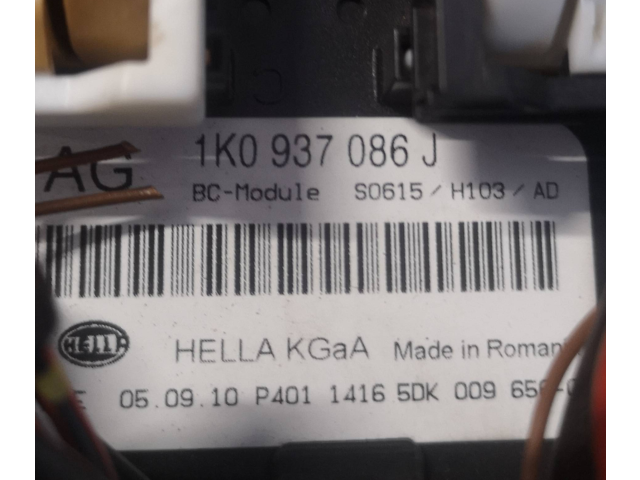 AG 1K0 937 086 J
BC-Module S0615 / H103 / AD
HELLA HELLA KGaA Made in
05.09.10 P401 1416 5DK 009